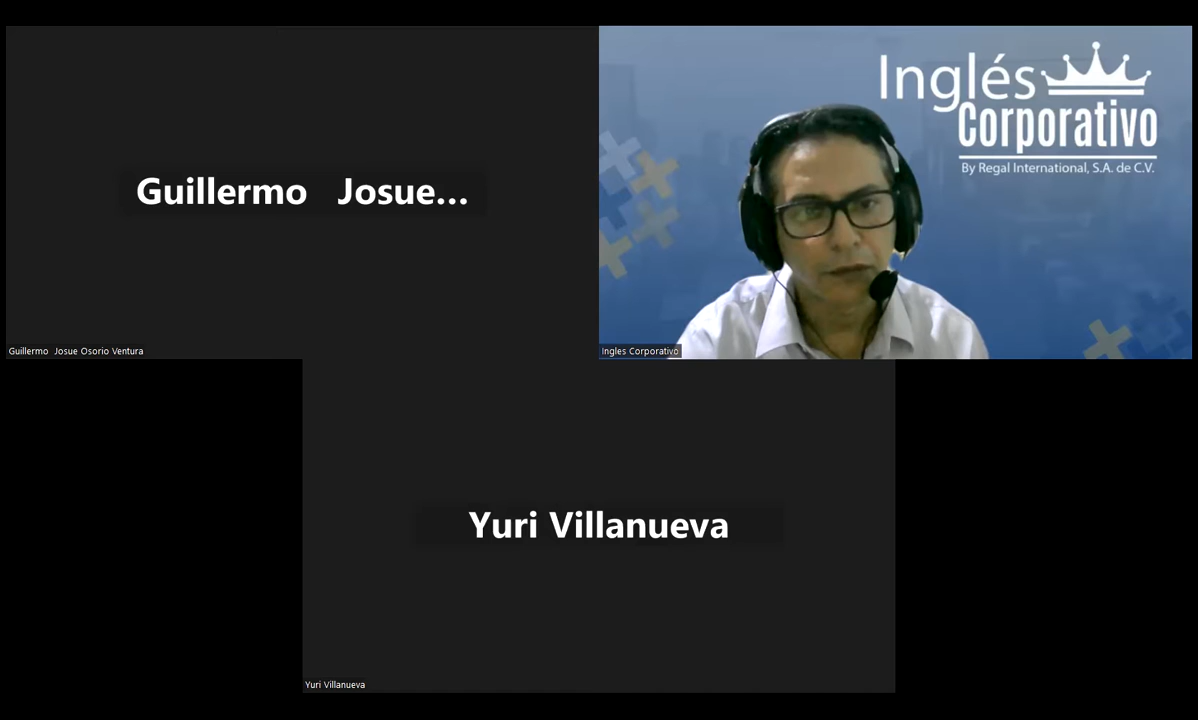 Guillermo Josue...
Guillermo Josue Osorio Ventura
Inglés
Corporativo
By Regal International, S.A. de C.V.
Ingles Corporativo
Yuri Villanueva
Yuri Villanueva